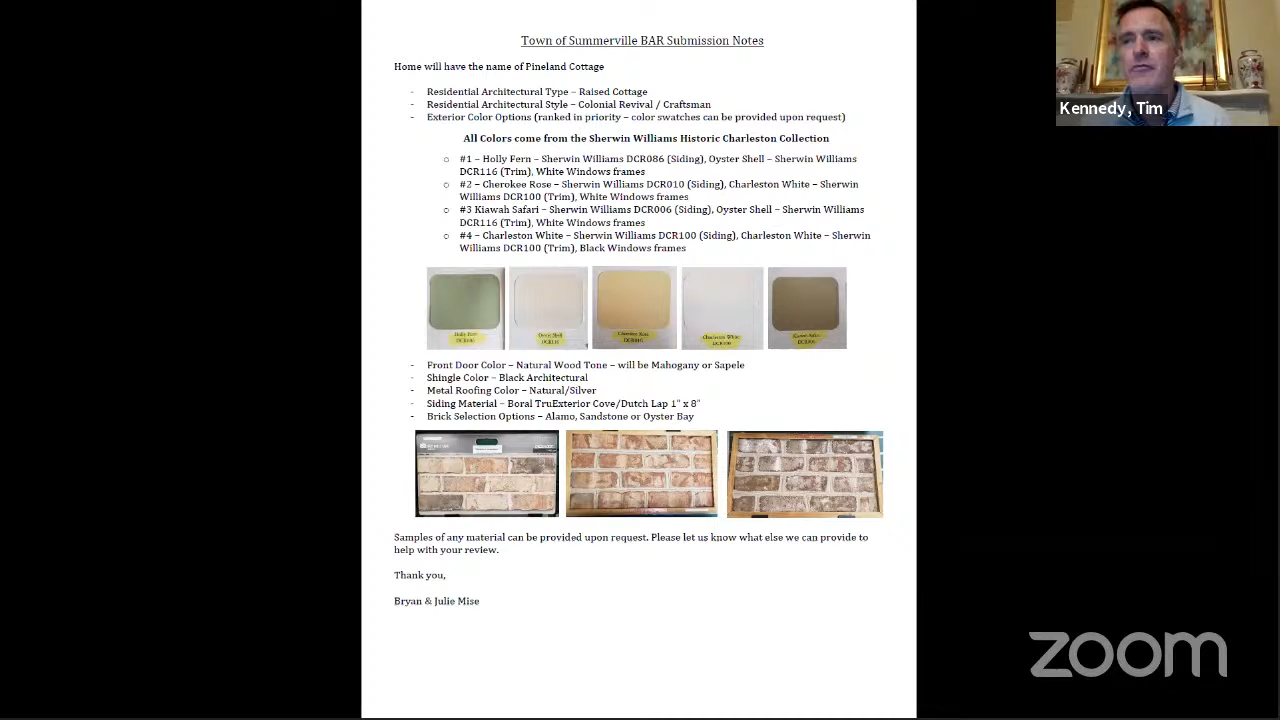 Town of Summerville BAR Submission Notes
Kennedy, Tim
Home will have the name of Pineland Cottage
- Residential Architectural Type – Raised Cottage
- Residential Architectural Style – Colonial Revival / Craftsman
- Exterior Color Options (ranked in priority – color swatches can be provided upon request)
All Colors come from the Sherwin Williams Historic Charleston Collection
o #1 – Holly Fern – Sherwin Williams DCR086 (Siding), Oyster Shell – Sherwin Williams
DCR116 (Trim), White Windows frames
o #2 – Cherokee Rose – Sherwin Williams DCR010 (Siding), Charleston White – Sherwin
Williams DCR100 (Trim), White Windows frames
o #3 Kiawah Safari – Sherwin Williams DCR006 (Siding), Oyster Shell – Sherwin Williams
DCR116 (Trim), White Windows frames
o #4 – Charleston White – Sherwin Williams DCR100 (Siding), Charleston White – Sherwin
Williams DCR100 (Trim), Black Windows frames
Charleston White
DCR100
- Front Door Color – Natural Wood Tone – will be Mahogany or Sapele
- Shingle Color – Black Architectural
- Metal Roofing Color – Natural/Silver
- Siding Material – Boral TruExterior Cove/Dutch Lap 1" x 8"
- Brick Selection Options – Alamo, Sandstone or Oyster Bay
Samples of any material can be provided upon request. Please let us know what else we can provide to
help with your review.
Thank you,
Bryan & Julie Mise
zoom